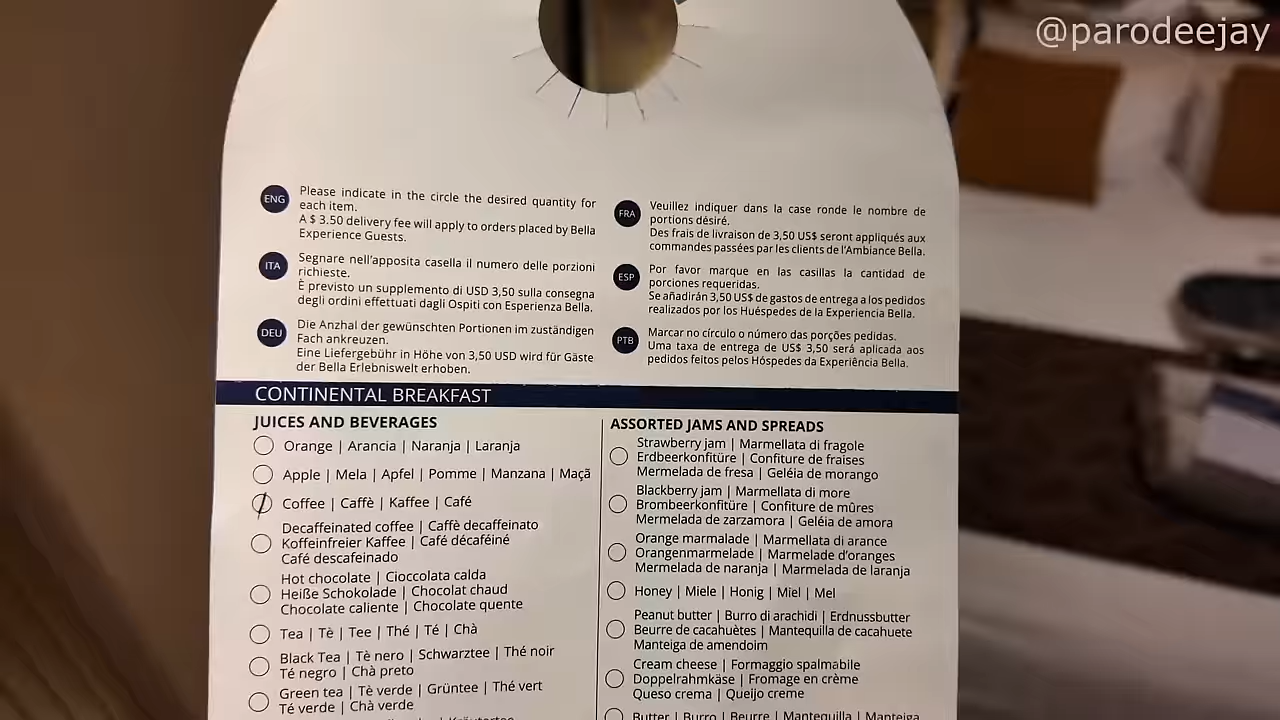 @parodeejay
ENG
Please indicate in the circle the desired quantity for
each item.
A $ 3.50 delivery fee will apply to orders placed by Bella
Experience Guests.
ITA
Segnare nell'apposita casella il numero delle porzioni
richieste.
È previsto un supplemento di USD 3,50 sulla consegna
degli ordini effettuati dagli Ospiti con Esperienza Bella.
DEU
Die Anzhal der gewünschten Portionen im zuständigen
Fach ankreuzen.
Eine Liefergebühr in Höhe von 3,50 USD wird für Gäste
der Bella Erlebniswelt erhoben.
FRA
Veuillez indiquer dans la case ronde le nombre de
portions désiré.
Des frais de livraison de 3,50 US$ seront appliqués aux
commandes passées par les clients de l'Ambiance Bella.
ESP
Por favor marque en las casillas la cantidad de
porciones requeridas.
Se añadirán 3,50 US$ de gastos de entrega a los pedidos
realizados por los Huéspedes de la Experiencia Bella.
PTB
Marcar no círculo o número das porções pedidas.
Uma taxa de entrega de US$ 3,50 será aplicada aos
pedidos feitos pelos Hóspedes da Experiência Bella.
CONTINENTAL BREAKFAST
JUICES AND BEVERAGES
Orange | Arancia | Naranja | Laranja
Apple | Mela | Apfel | Pomme | Manzana | Maçã
Coffee | Caffè | Kaffee | Café
Decaffeinated coffee | Caffè decaffeinato
Koffeinfreier Kaffee | Café décaféiné
Café descafeinado
Hot chocolate | Cioccolata calda
Heiße Schokolade | Chocolat chaud
Chocolate caliente | Chocolate quente
Tea | Tè | Tee | Thé | Té | Chà
Black Tea | Tè nero | Schwarztee | Thé noir
Té negro | Chà preto
Green tea | Tè verde | Grüntee | Thé vert
Té verde | Chà verde
ASSORTED JAMS AND SPREADS
Strawberry jam | Marmellata di fragole
Erdbeerkonfitüre | Confiture de fraises
Mermelada de fresa | Geléia de morango
Blackberry jam | Marmellata di more
Brombeerkonfitüre | Confiture de mûres
Mermelada de zarzamora | Geléia de amora
Orange marmalade | Marmellata di arance
Orangenmarmelade | Marmelade d'oranges
Mermelada de naranja | Marmelada de laranja
Honey | Miele | Honig | Miel | Mel
Peanut butter | Burro di arachidi | Erdnussbutter
Beurre de cacahuètes | Mantequilla de cacahuete
Manteiga de amendoim
Cream cheese | Formaggio spalmabile
Doppelrahmkäse | Fromage en crème
Queso crema | Queijo creme
Butter | Burro | Beurre | Mantequilla | Manteiga